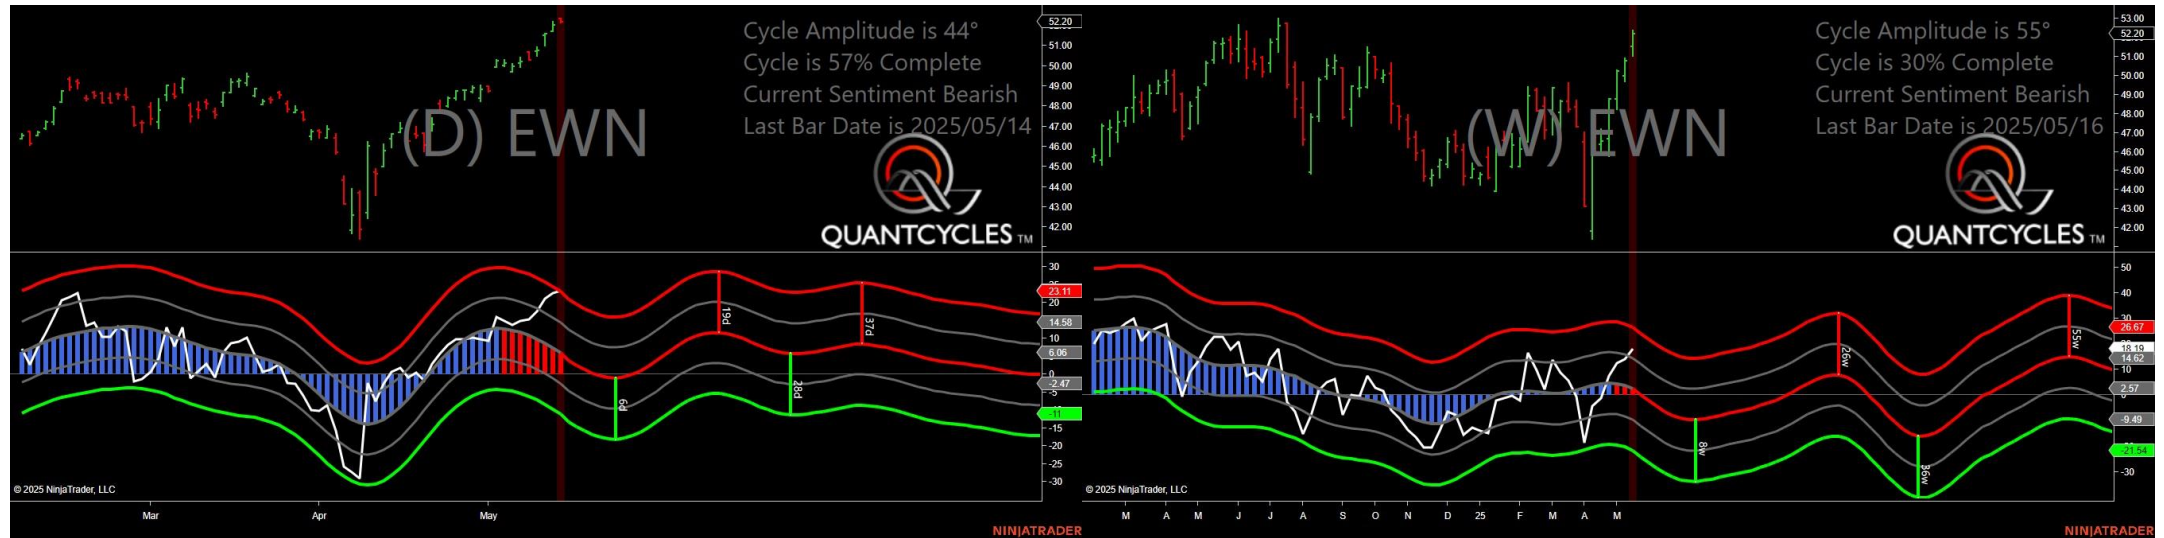 Cycle Amplitude is 44°
Cycle is 57% Complete
Current Sentiment Bearish
Last Bar Date is 2025/05/14
(D) EWN
QUANTCYCLES TM
52.20
51.00
50.00
49.00
48.00
47.00
46.00
45.00
44.00
43.00
42.00
30
23.11
20
14.58
10
6.06
0
-2.47
-5
-11
-15
-20
-25
-30
6d
19d
28d
37d
© 2025 NinjaTrader, LLC
Mar Apr May
NINJATRADER
Cycle Amplitude is 55°
Cycle is 30% Complete
Current Sentiment Bearish
Last Bar Date is 2025/05/16
(W) EWN
QUANTCYCLES TM
53.00
52.20
51.00
50.00
49.00
48.00
47.00
46.00
45.00
44.00
43.00
42.00
50
40
30
26.67
18.19
14.62
10
2.57
0
-9.49
-21.54
-30
8w
26w
36w
55w
© 2025 NinjaTrader, LLC
M A M J J A S O N D 25 F M A M
NINJATRADER